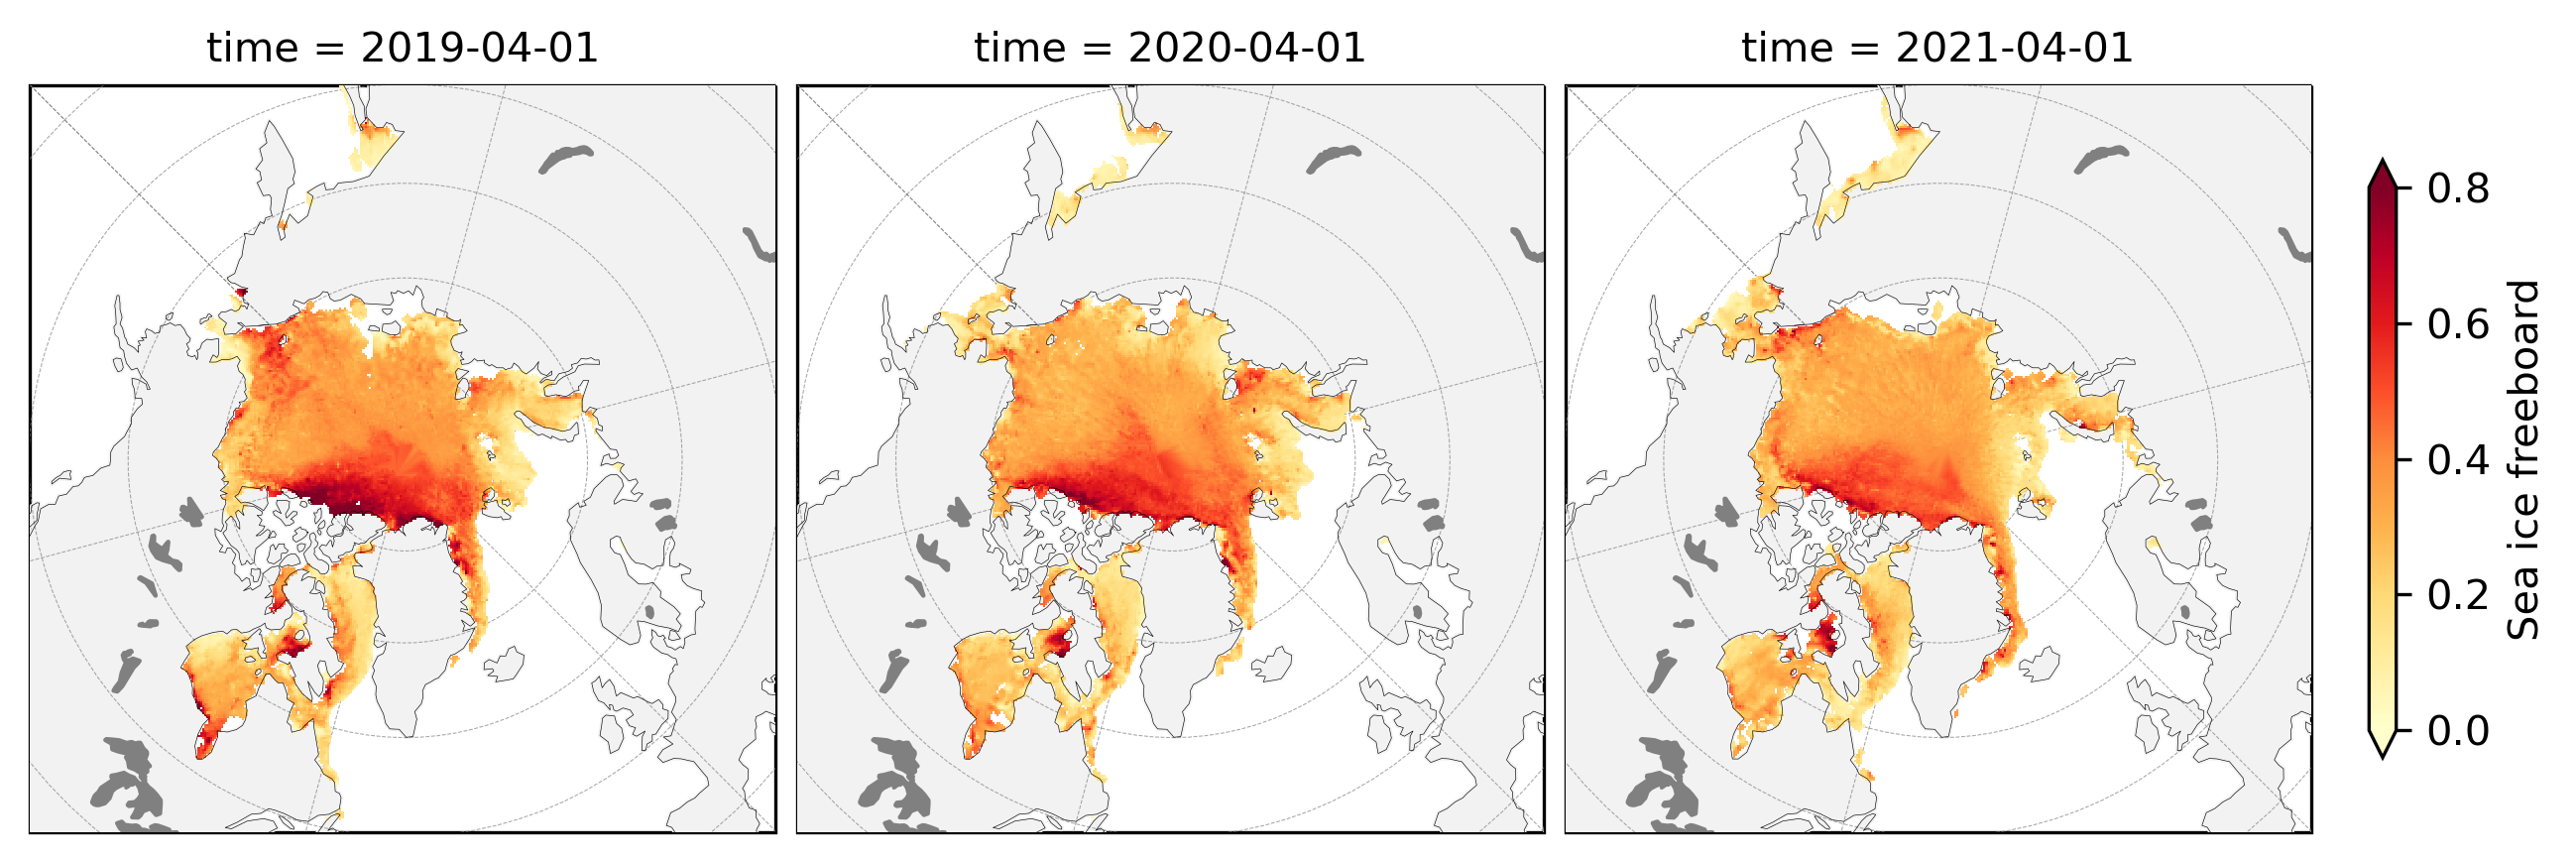 time = 2019-04-01
time = 2020-04-01
time = 2021-04-01
0.8
0.6
0.4
0.2
0.0
Sea ice freeboard